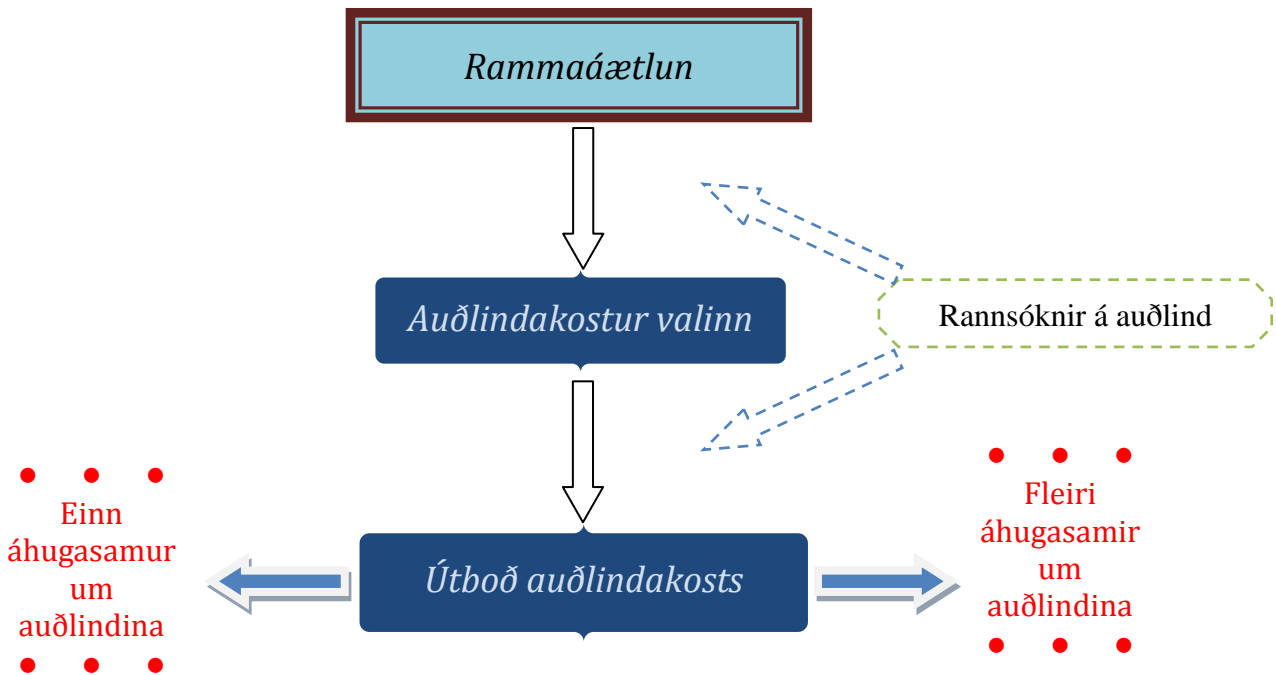 Rammaáætlun
Auðlindakostur valinn
Rannsóknir á auðlind
Einn
áhugasamur
um
auðlindina
Útboð auðlindakosts
Fleiri
áhugasamir
um
auðlindina